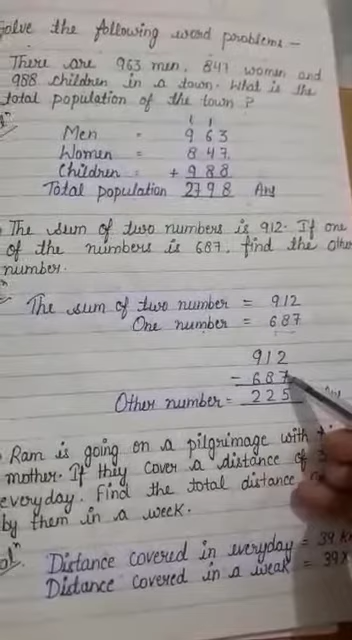 Solve the following word problems -
There are 963 men, 847 women and
988 children in a town. What is the
total population of the town?
1 1
Men = 963
Women = 847
Children = + 988
Total population 2798 Ans
The sum of two numbers is 912. If one
of the numbers is 687, find the other
number.
The sum of two number = 912
One number = 687
912
- 687
Other number = 225
Ram is going on a pilgrimage with
mother. If they cover a distance of
everyday. Find the total distance
by them in a week.
Distance covered in everyday = 39 K
Distance covered in a weak = 39 x